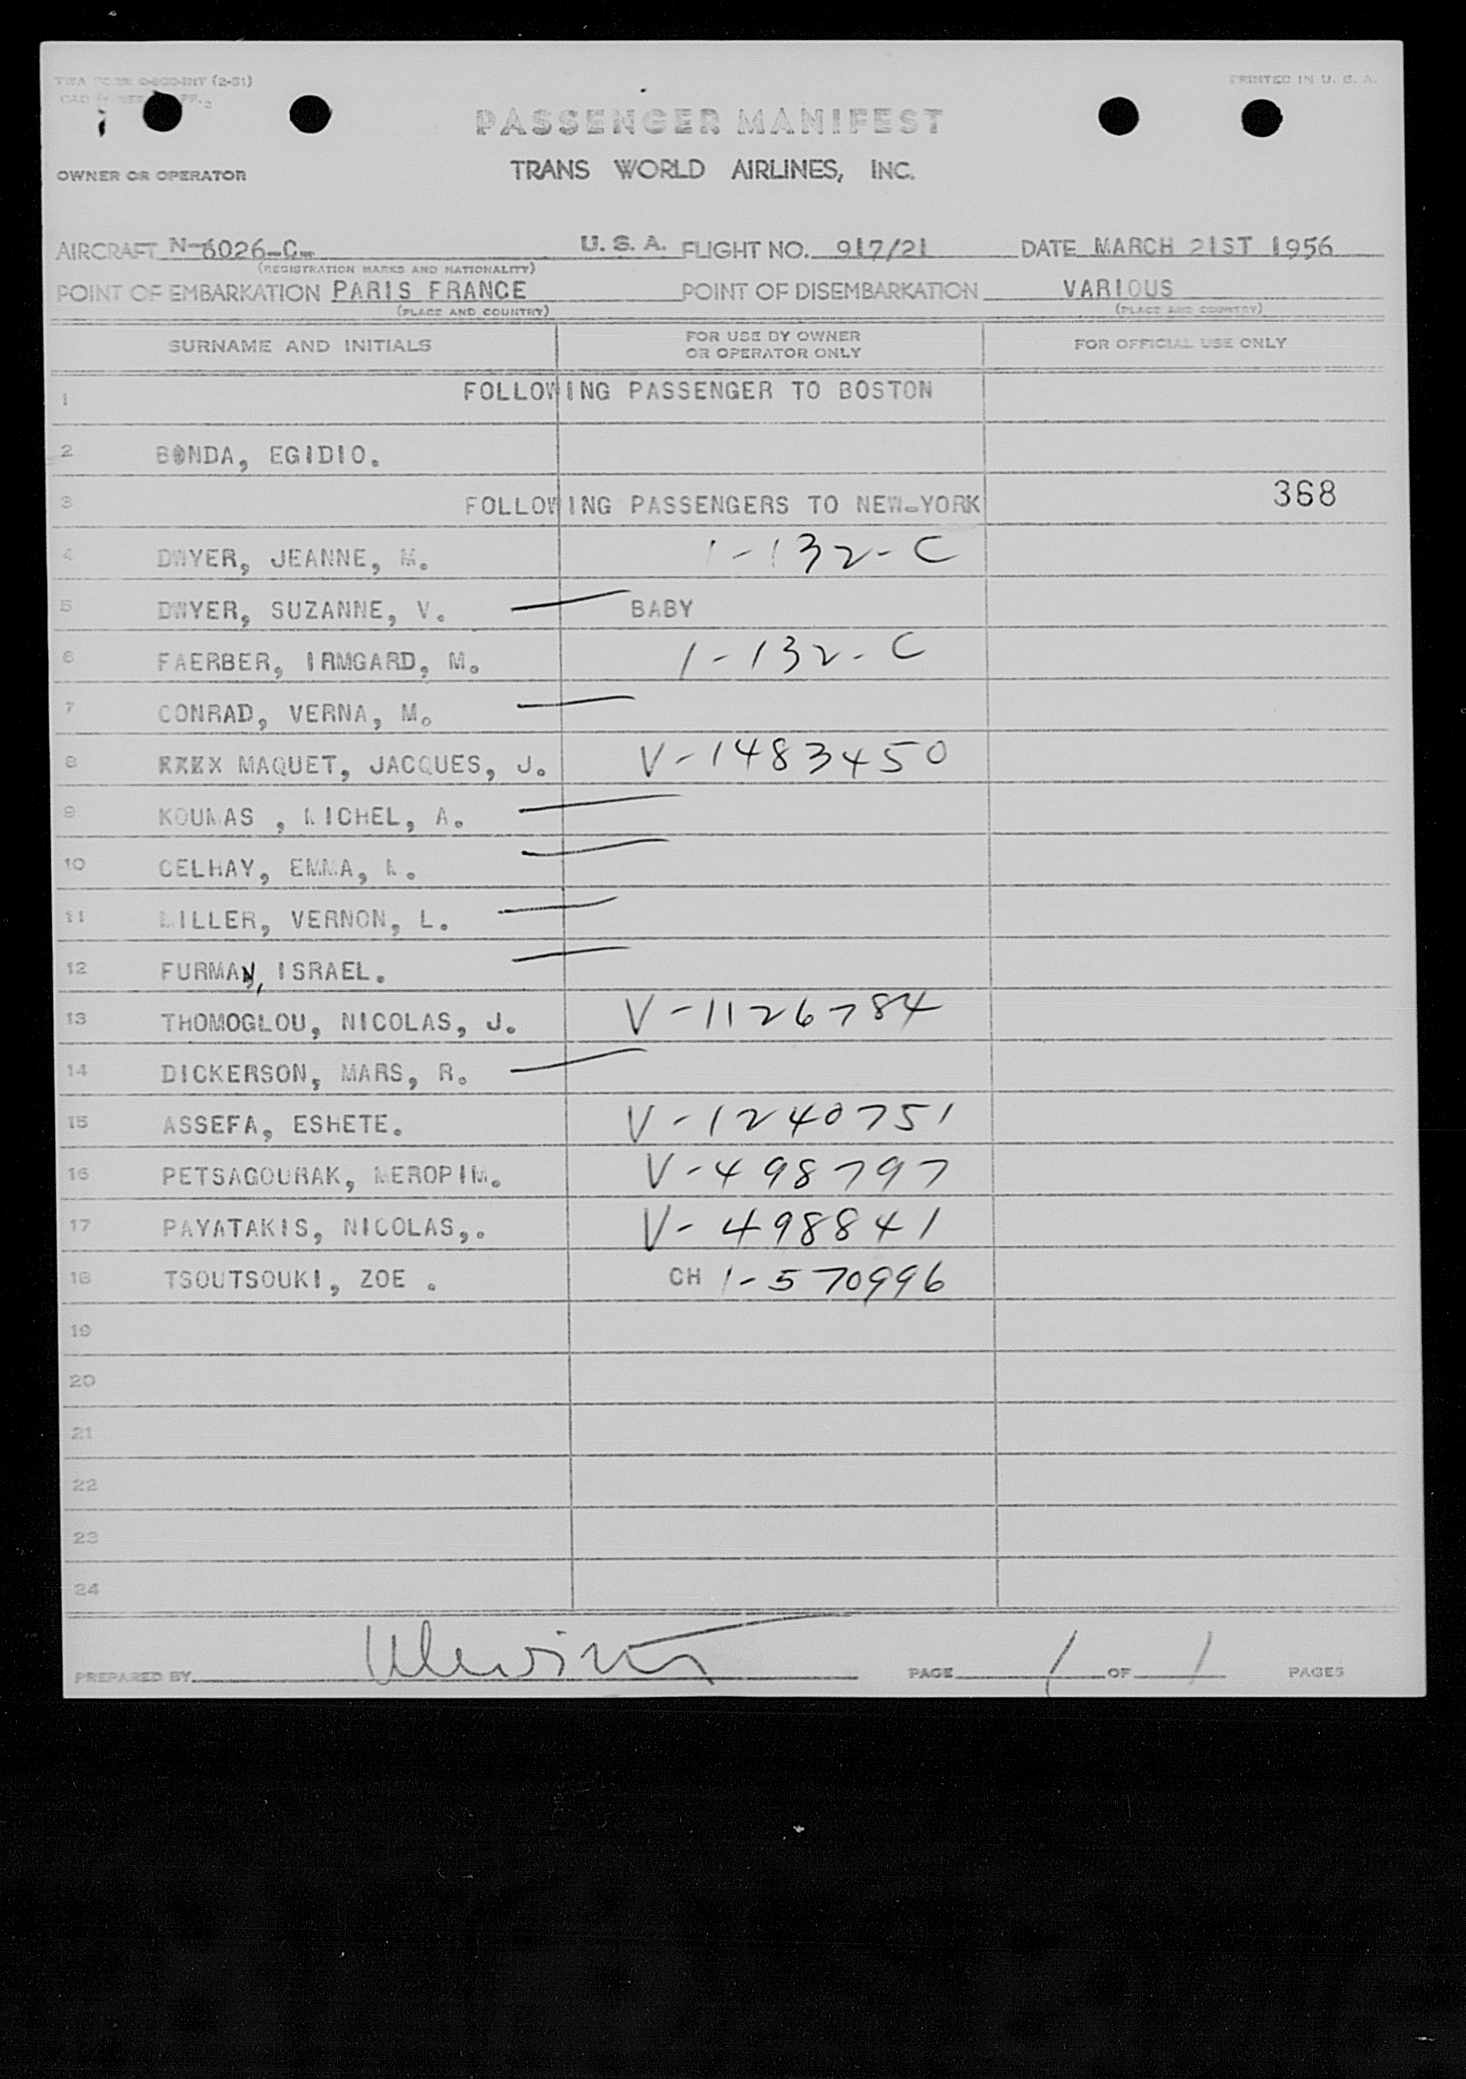 TWA FORM (2-51)
PRINTED IN U. S. A.
PASSENGER MANIFEST
OWNER OR OPERATOR TRANS WORLD AIRLINES, INC.
AIRCRAFT N-6026-C- U. S. A. FLIGHT NO. 917/21 DATE MARCH 21ST 1956
(REGISTRATION MARKS AND NATIONALITY)
POINT OF EMBARKATION PARIS FRANCE POINT OF DISEMBARKATION VARIOUS
(PLACE AND COUNTRY) (PLACE AND COUNTRY)
SURNAME AND INITIALS FOR USE BY OWNER OR OPERATOR ONLY FOR OFFICIAL USE ONLY
1 FOLLOWING PASSENGER TO BOSTON
2 BONDA, EGIDIO.
3 FOLLOWING PASSENGERS TO NEW-YORK 368
4 DWYER, JEANNE, M. 1-132-C
5 DWYER, SUZANNE, V. BABY
6 FAERBER, IRMGARD, M. 1-132-C
7 CONRAD, VERNA, M.
8 MAQUET, JACQUES, J. V-1483450
9 KOUMAS , MICHEL, A.
10 CELHAY, EMMA, M.
11 MILLER, VERNON, L.
12 FURMAN, ISRAEL.
13 THOMOGLOU, NICOLAS, J. V-1126784
14 DICKERSON, MARS, R.
15 ASSEFA, ESHETE. V-1240751
16 PETSAGOURAK, MEROPIM. V-498797
17 PAYATAKIS, NICOLAS,. V-498841
18 TSOUTSOUKI, ZOE . CH 1-570996
19
20
21
22
23
24
PREPARED BY PAGE 1 OF 1 PAGES